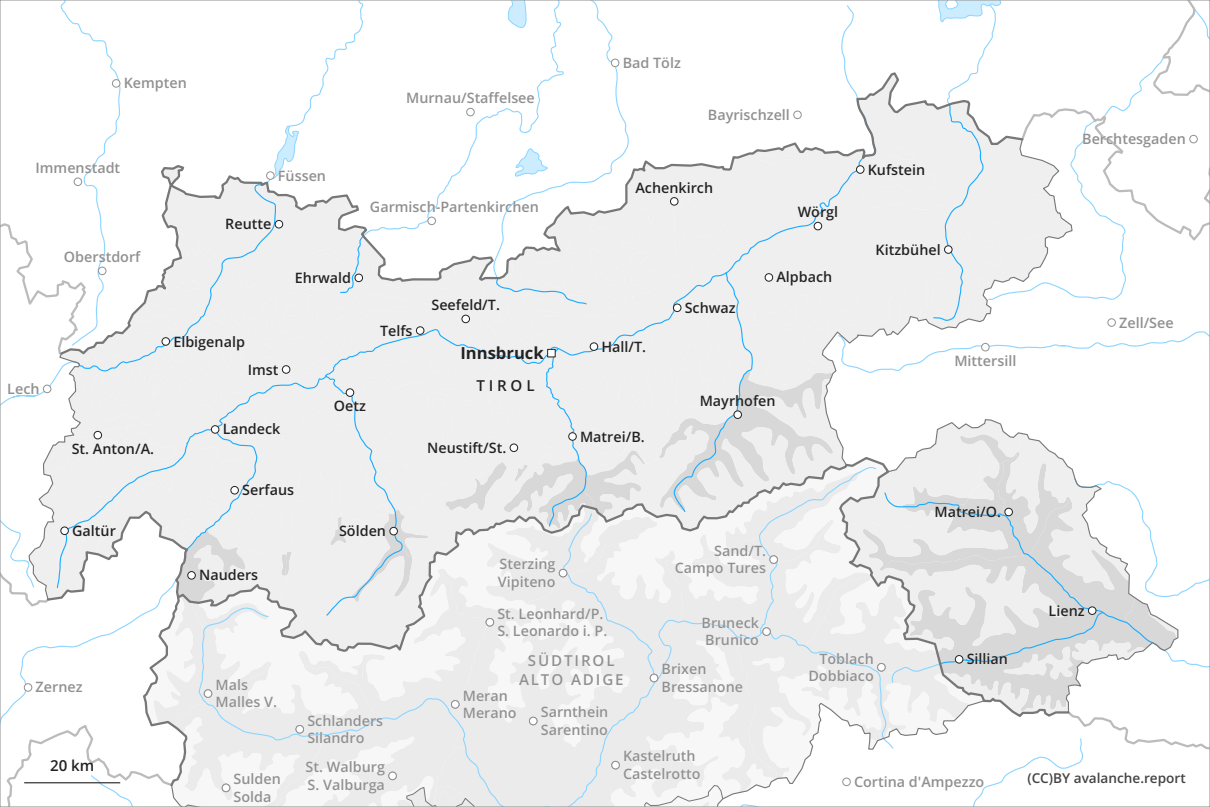 Kempten
Bad Tölz
Murnau/Staffelsee
Bayrischzell
Berchtesgaden
Immenstadt
Füssen
Kufstein
Achenkirch
Garmisch-Partenkirchen
Wörgl
Reutte
Kitzbühel
Oberstdorf
Ehrwald
Alpbach
Seefeld/T.
Schwaz
Zell/See
Telfs
Elbigenalp
Innsbruck
Hall/T.
Mittersill
Imst
TIROL
Lech
Oetz
Mayrhofen
Landeck
Matrei/B.
St. Anton/A.
Neustift/St.
Serfaus
Matrei/O.
Galtür
Sölden
Sand/T.
Campo Tures
Sterzing
Vipiteno
Nauders
St. Leonhard/P.
S. Leonardo i. P.
Lienz
Bruneck
Brunico
SÜDTIROL
ALTO ADIGE
Sillian
Toblach
Dobbiaco
Brixen
Bressanone
Zernez
Mals
Malles V.
Meran
Merano
Sarnthein
Sarentino
Schlanders
Silandro
Kastelruth
Castelrotto
20 km
St. Walburg
S. Valburga
Sulden
Solda
Cortina d'Ampezzo
(CC)BY avalanche.report